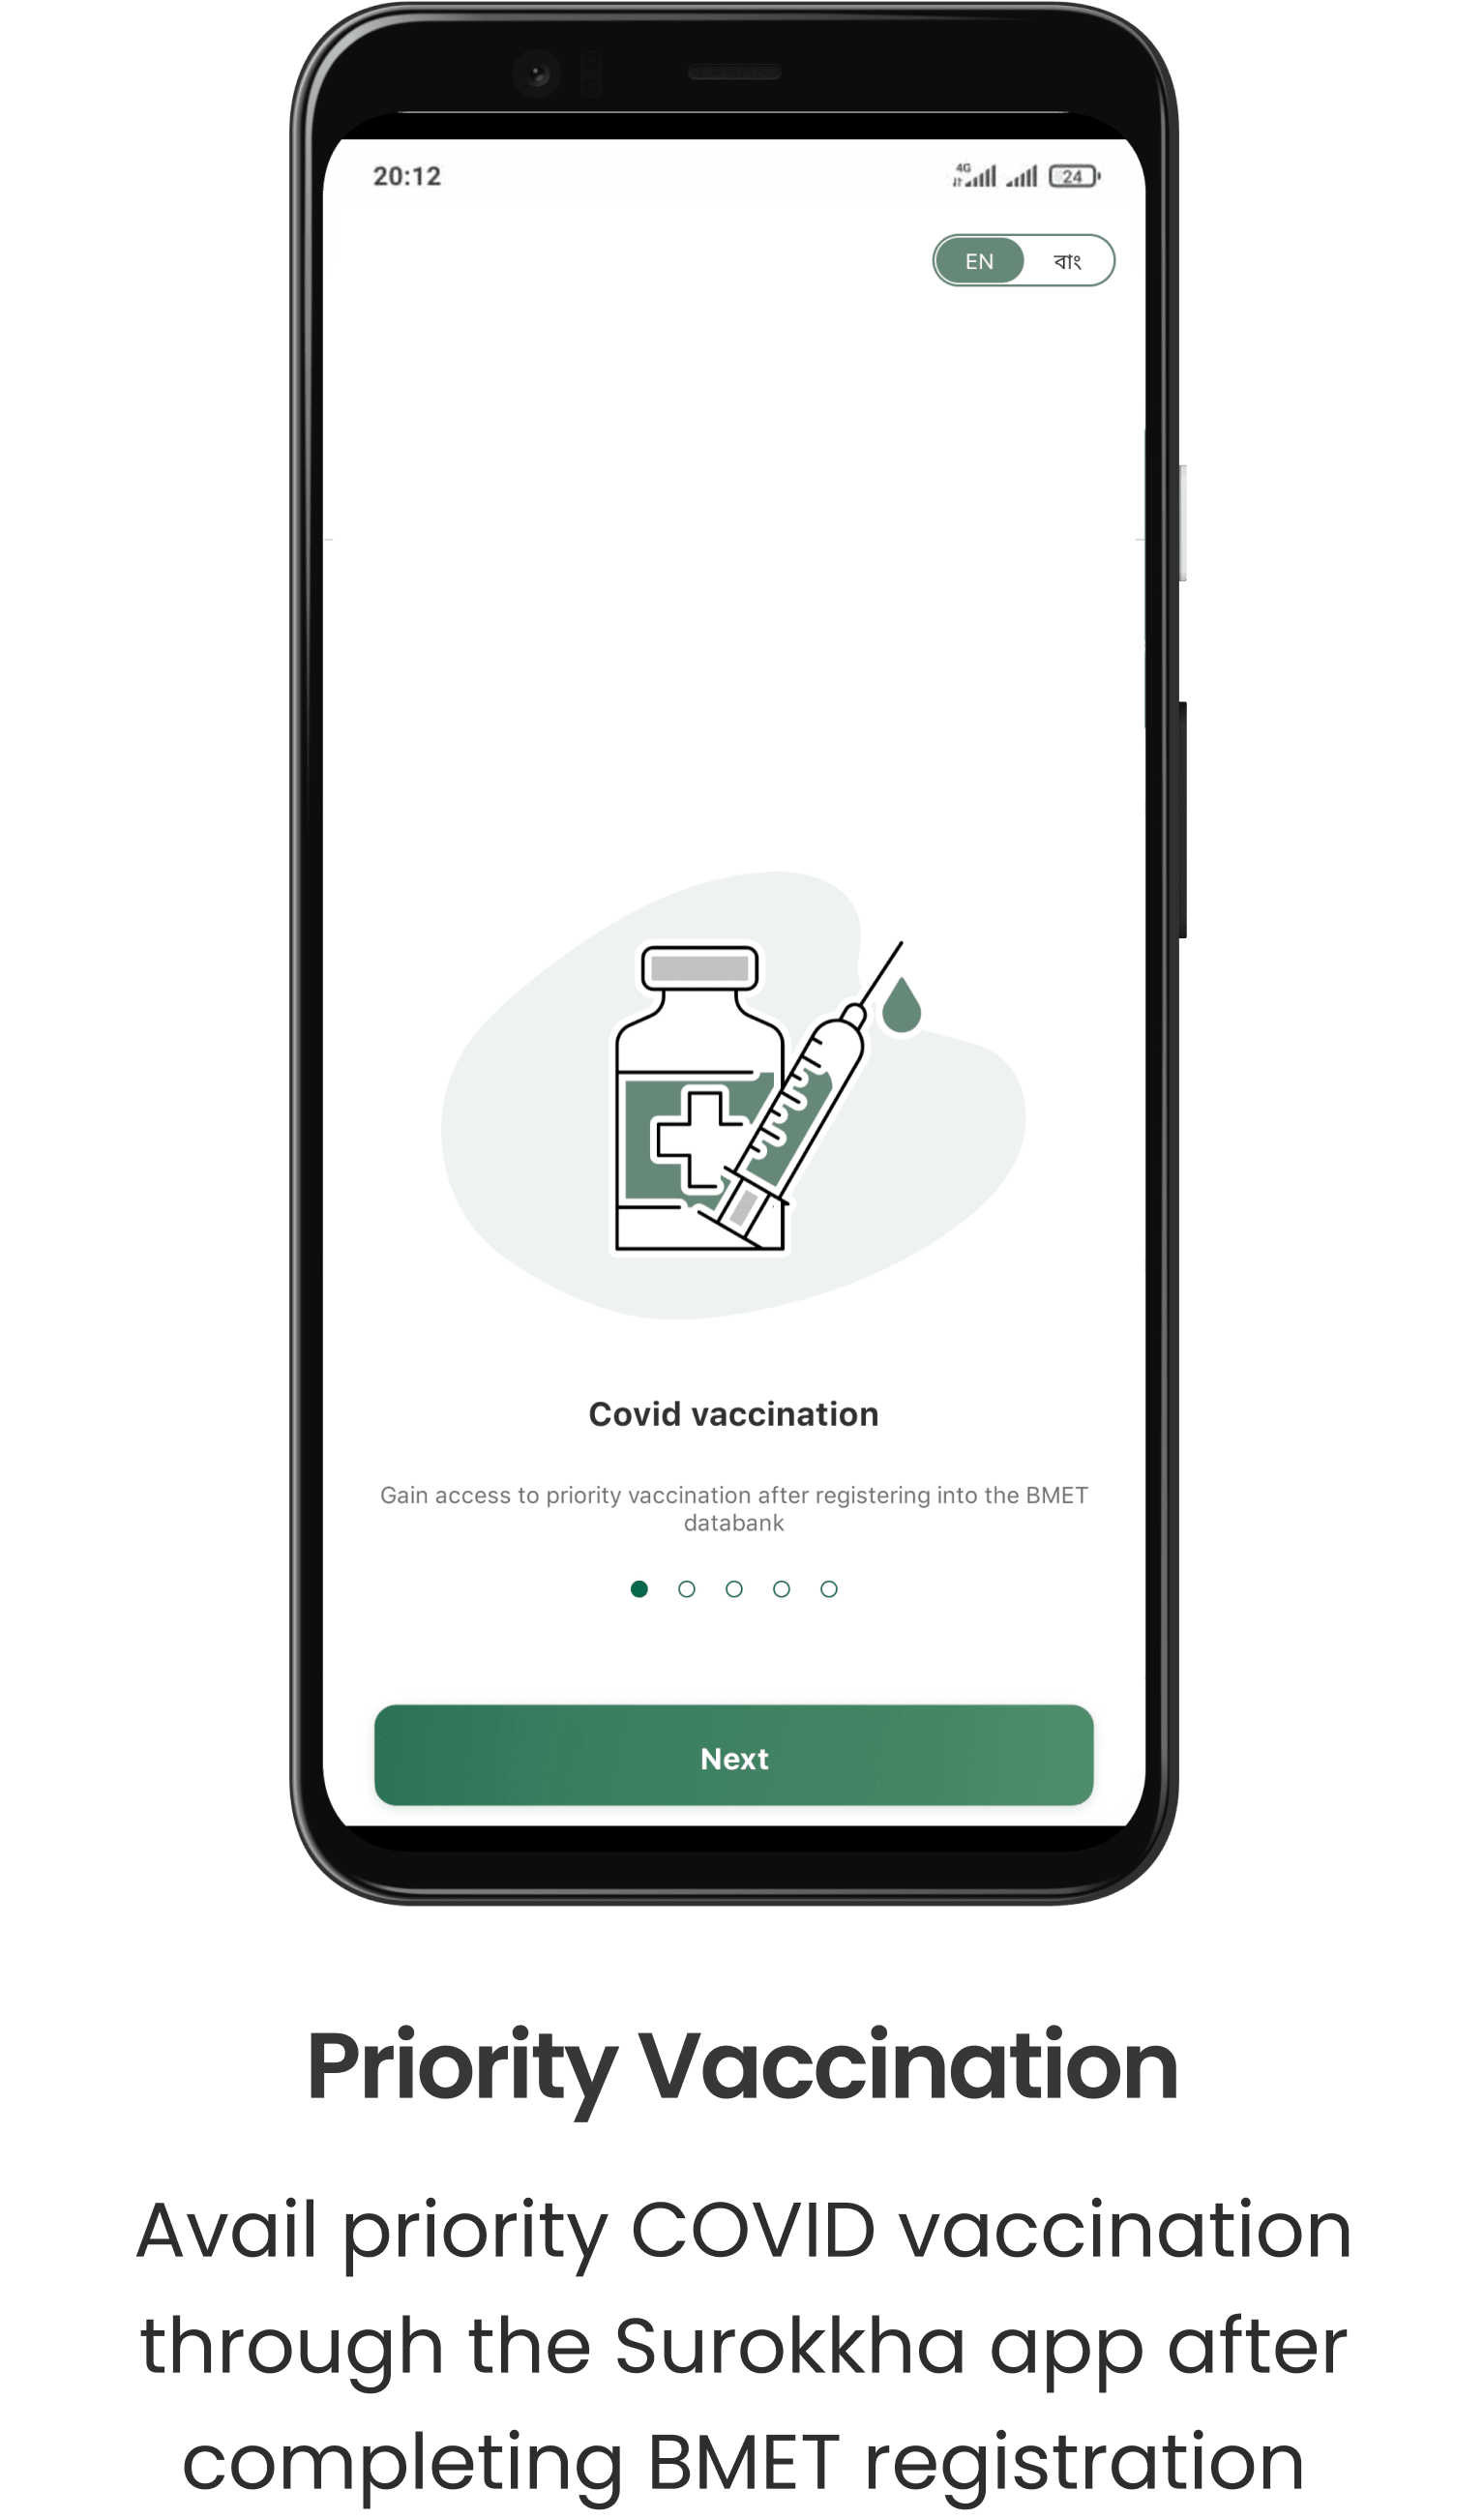 20:12
4G
24
EN
বাং
Covid vaccination
Gain access to priority vaccination after registering into the BMET
databank
Next
Priority Vaccination
Avail priority COVID vaccination
through the Surokkha app after
completing BMET registration